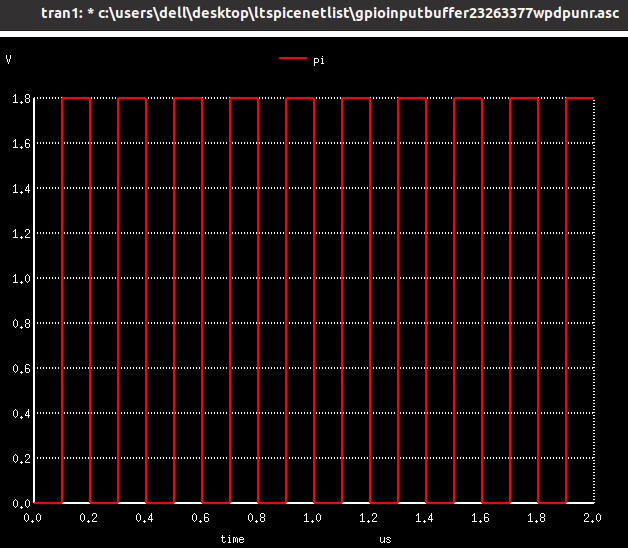 tran1: * c:\users\dell\desktop\ltspicenetlist\gpioinputbuffer23263377wpdpunr.asc
V
pi
1.8
1.6
1.4
1.2
1.0
0.8
0.6
0.4
0.2
0.0
0.0 0.2 0.4 0.6 0.8 1.0 1.2 1.4 1.6 1.8 2.0
time us